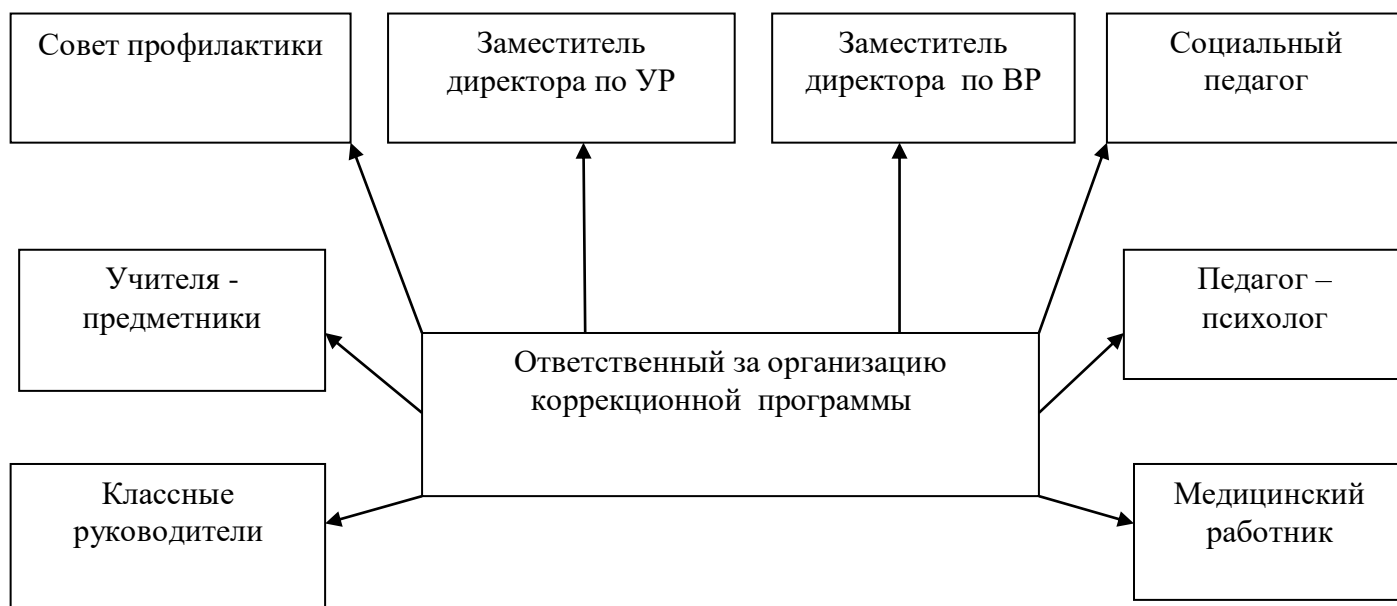 Совет профилактики
Заместитель
директора по УР
Заместитель
директора  по ВР
Социальный
педагог
Учителя -
предметники
Педагог –
психолог
Ответственный за организацию
коррекционной  программы
Классные
руководители
Медицинский
работник